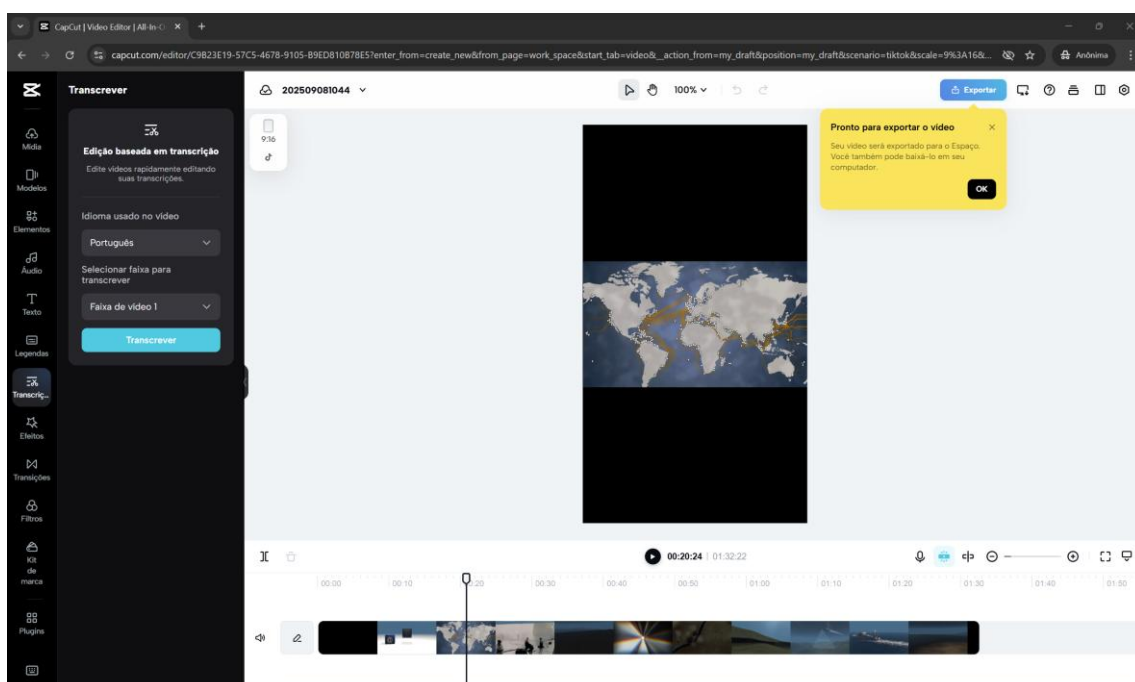 CapCut | Video Editor | All-In-O
capcut.com/editor/C9823E19-57C5-4678-9105-B9ED810B78E5?enter_from=create_new&from_page=work_space&start_tab=video&_action_from=my_draft&position=my_draft&scenario=tiktok&scale=9%3A16&...
Anônima
Transcrever
202509081044
100%
Exportar
Mídia
Modelos
Elementos
Áudio
Texto
Legendas
Transcriç...
Efeitos
Transições
Filtros
Kit
de
marca
Plugins
Edição baseada em transcrição
Edite vídeos rapidamente editando
suas transcrições.
Idioma usado no vídeo
Português
Selecionar faixa para
transcrever
Faixa de vídeo 1
Transcrever
9:16
Pronto para exportar o vídeo
Seu vídeo será exportado para o Espaço.
Você também pode baixá-lo em seu
computador.
OK
00:20:24 | 01:32:22
00:00 00:10 00:30 00:40 00:50 01:00 01:10 01:20 01:30 01:40 01:50